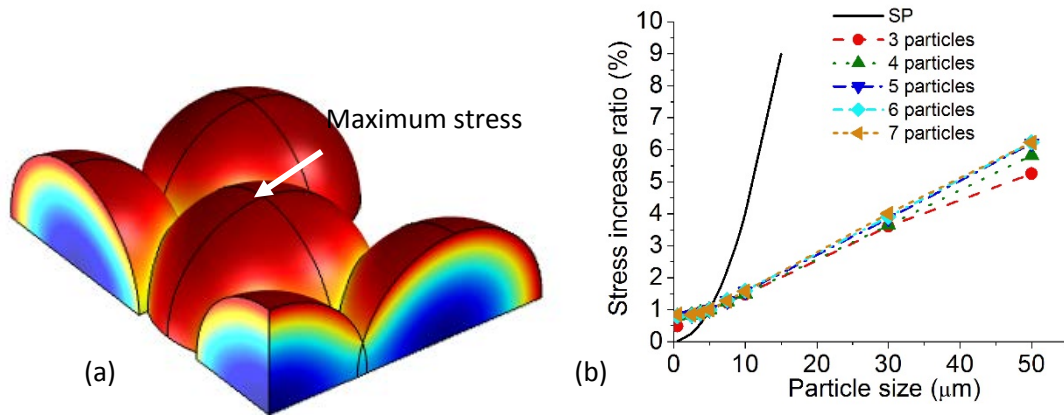 Maximum stress
(a)
(b)
Stress increase ratio (%)
10
9
8
7
6
5
4
3
2
1
0
SP
3 particles
4 particles
5 particles
6 particles
7 particles
0 10 20 30 40 50
Particle size (μm)